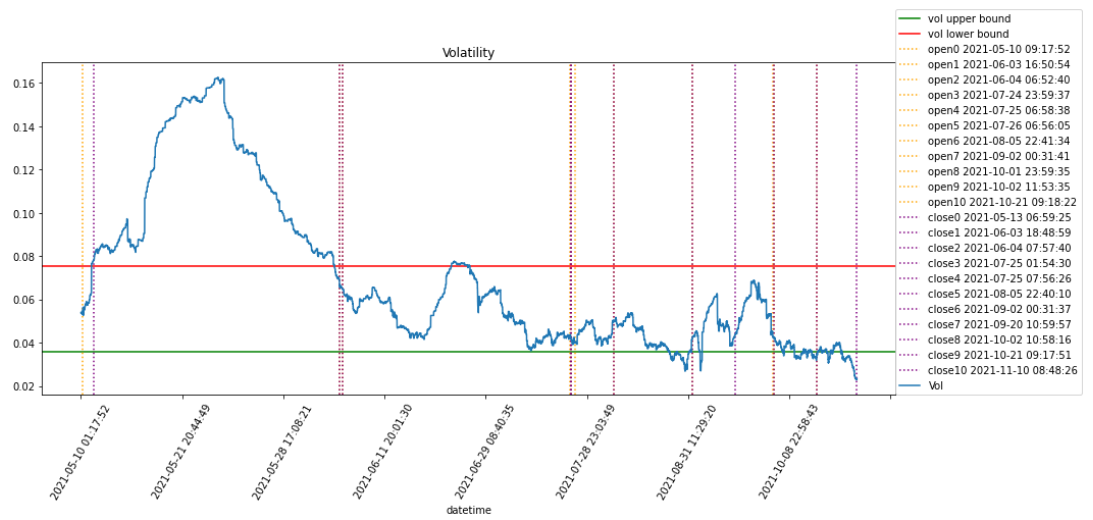 Volatility
0.16
0.14
0.12
0.10
0.08
0.06
0.04
0.02
2021-05-10 01:17:52
2021-05-21 20:44:49
2021-05-28 17:08:21
2021-06-11 20:01:30
2021-06-29 08:40:35
2021-07-28 23:03:49
2021-08-31 11:29:20
2021-10-08 22:58:43
datetime
vol upper bound
vol lower bound
open0 2021-05-10 09:17:52
open1 2021-06-03 16:50:54
open2 2021-06-04 06:52:40
open3 2021-07-24 23:59:37
open4 2021-07-25 06:58:38
open5 2021-07-26 06:56:05
open6 2021-08-05 22:41:34
open7 2021-09-02 00:31:41
open8 2021-10-01 23:59:35
open9 2021-10-02 11:53:35
open10 2021-10-21 09:18:22
close0 2021-05-13 06:59:25
close1 2021-06-03 18:48:59
close2 2021-06-04 07:57:40
close3 2021-07-25 01:54:30
close4 2021-07-25 07:56:26
close5 2021-08-05 22:40:10
close6 2021-09-02 00:31:37
close7 2021-09-20 10:59:57
close8 2021-10-02 10:58:16
close9 2021-10-21 09:17:51
close10 2021-11-10 08:48:26
Vol